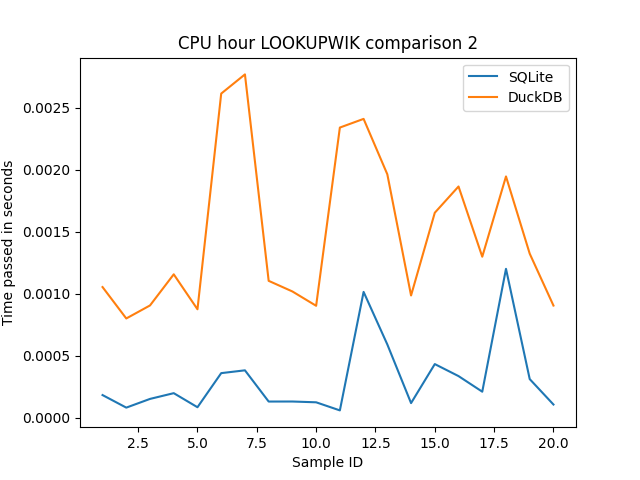 CPU hour LOOKUPWIK comparison 2
SQLite
DuckDB
Time passed in seconds
0.0025
0.0020
0.0015
0.0010
0.0005
0.0000
2.5 5.0 7.5 10.0 12.5 15.0 17.5 20.0
Sample ID